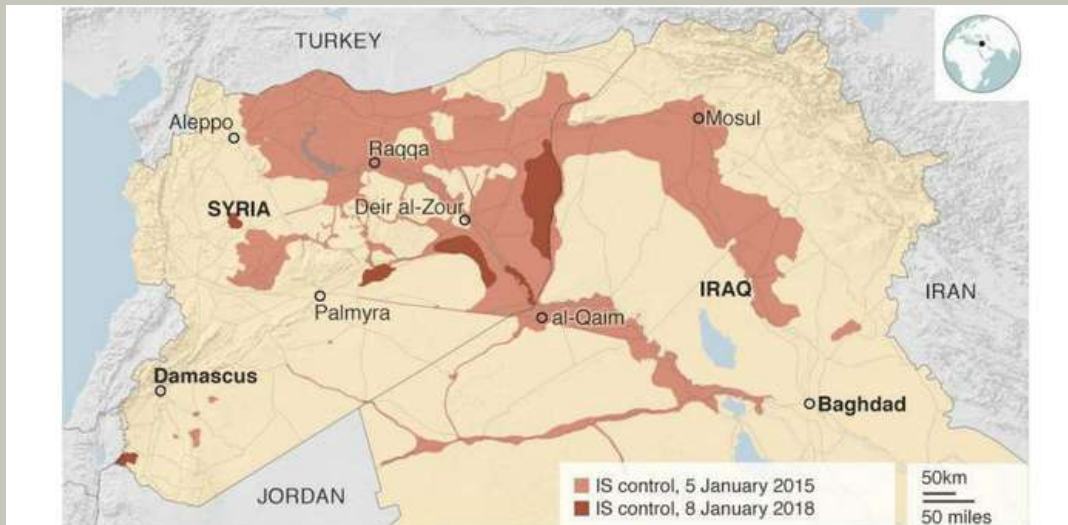 TURKEY
Aleppo
Mosul
Raqqa
SYRIA
Deir al-Zour
IRAQ
IRAN
Palmyra
al-Qaim
Damascus
Baghdad
JORDAN
IS control, 5 January 2015
IS control, 8 January 2018
50km
50 miles